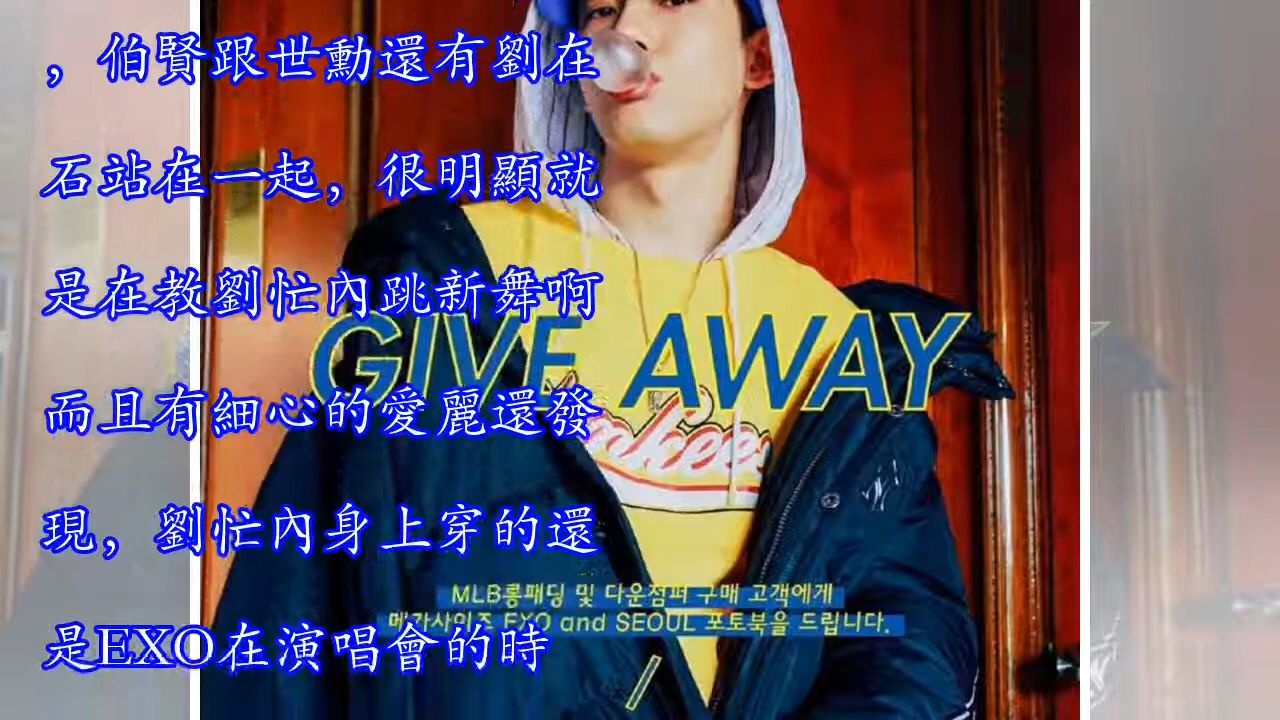 ，伯賢跟世勳還有劉在
石站在一起，很明顯就
是在教劉忙內跳新舞啊
GIVE AWAY
而且有細心的愛麗還發
nkees
現，劉忙內身上穿的還
MLB롱패딩 및 다운점퍼 구매 고객에게
메가사이즈 EXO and SEOUL 포토북을 드립니다.
是EXO在演唱會的時